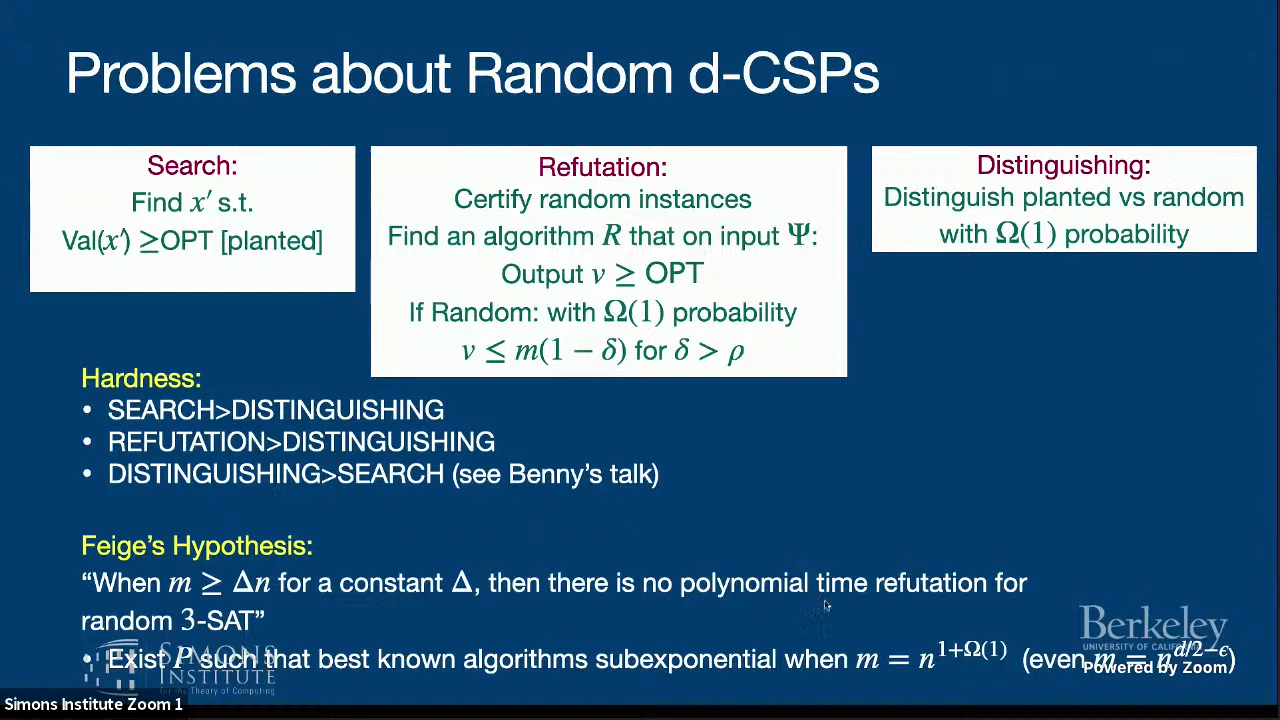 Problems about Random d-CSPs
Search:
Find x′ s.t.
Val(x′) ≥OPT [planted]
Refutation:
Certify random instances
Find an algorithm R that on input Ψ:
Output v ≥ OPT
If Random: with Ω(1) probability
v ≤ m(1 − δ) for δ > ρ
Distinguishing:
Distinguish planted vs random
with Ω(1) probability
Hardness:
• SEARCH>DISTINGUISHING
• REFUTATION>DISTINGUISHING
• DISTINGUISHING>SEARCH (see Benny’s talk)
Feige’s Hypothesis:
“When m ≥ Δn for a constant Δ, then there is no polynomial time refutation for
random 3-SAT”
• Exist P such that best known algorithms subexponential when m = n^{1+Ω(1)} (even m = n^{d/2−ϵ})
SIMONS
INSTITUTE
for the Theory of Computing
Berkeley
UNIVERSITY OF CALIFORNIA
Powered by Zoom
Simons Institute Zoom 1